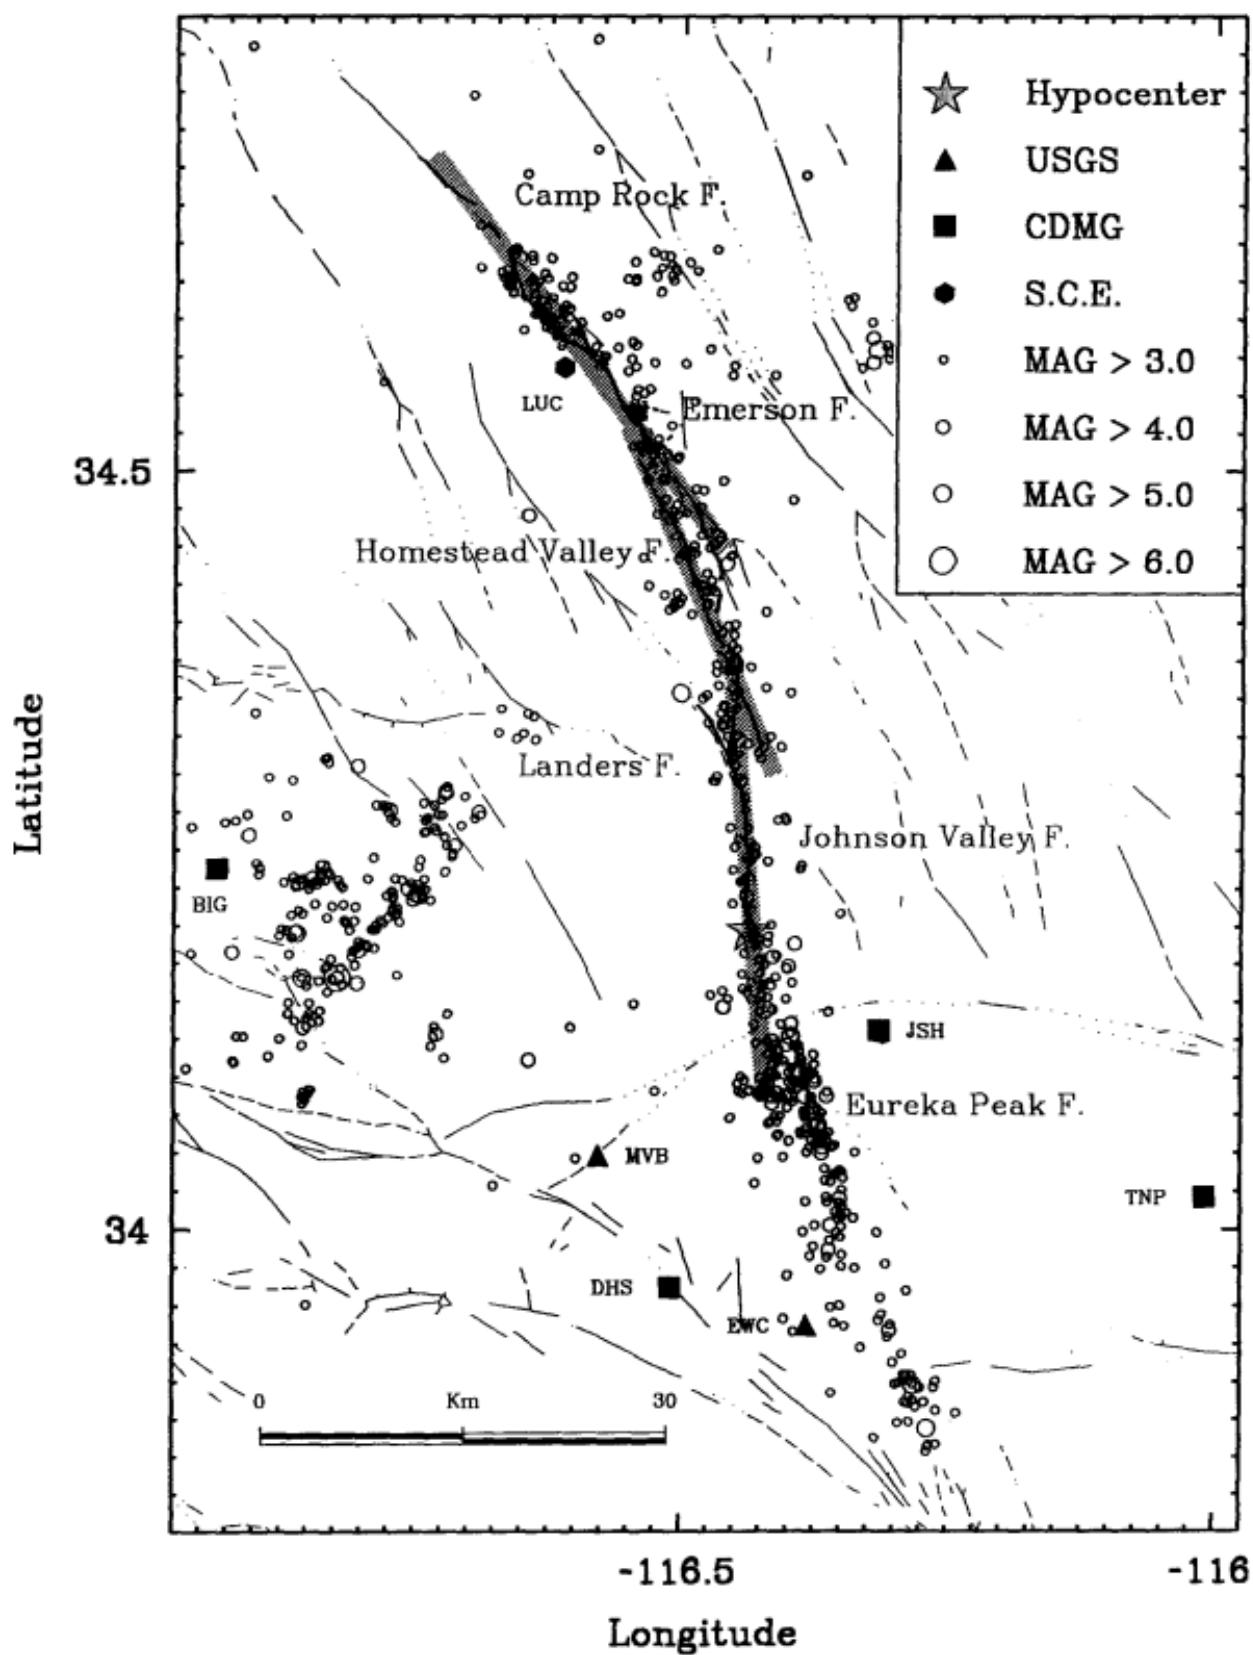 Hypocenter
USGS
CDMG
S.C.E.
MAG > 3.0
MAG > 4.0
MAG > 5.0
MAG > 6.0
Camp Rock F.
LUC
Emerson F.
34.5
Homestead Valley F.
Landers F.
Latitude
Johnson Valley F.
BIG
JSH
Eureka Peak F.
MVB
TNP
34
DHS
EWC
0 Km 30
-116.5 -116
Longitude